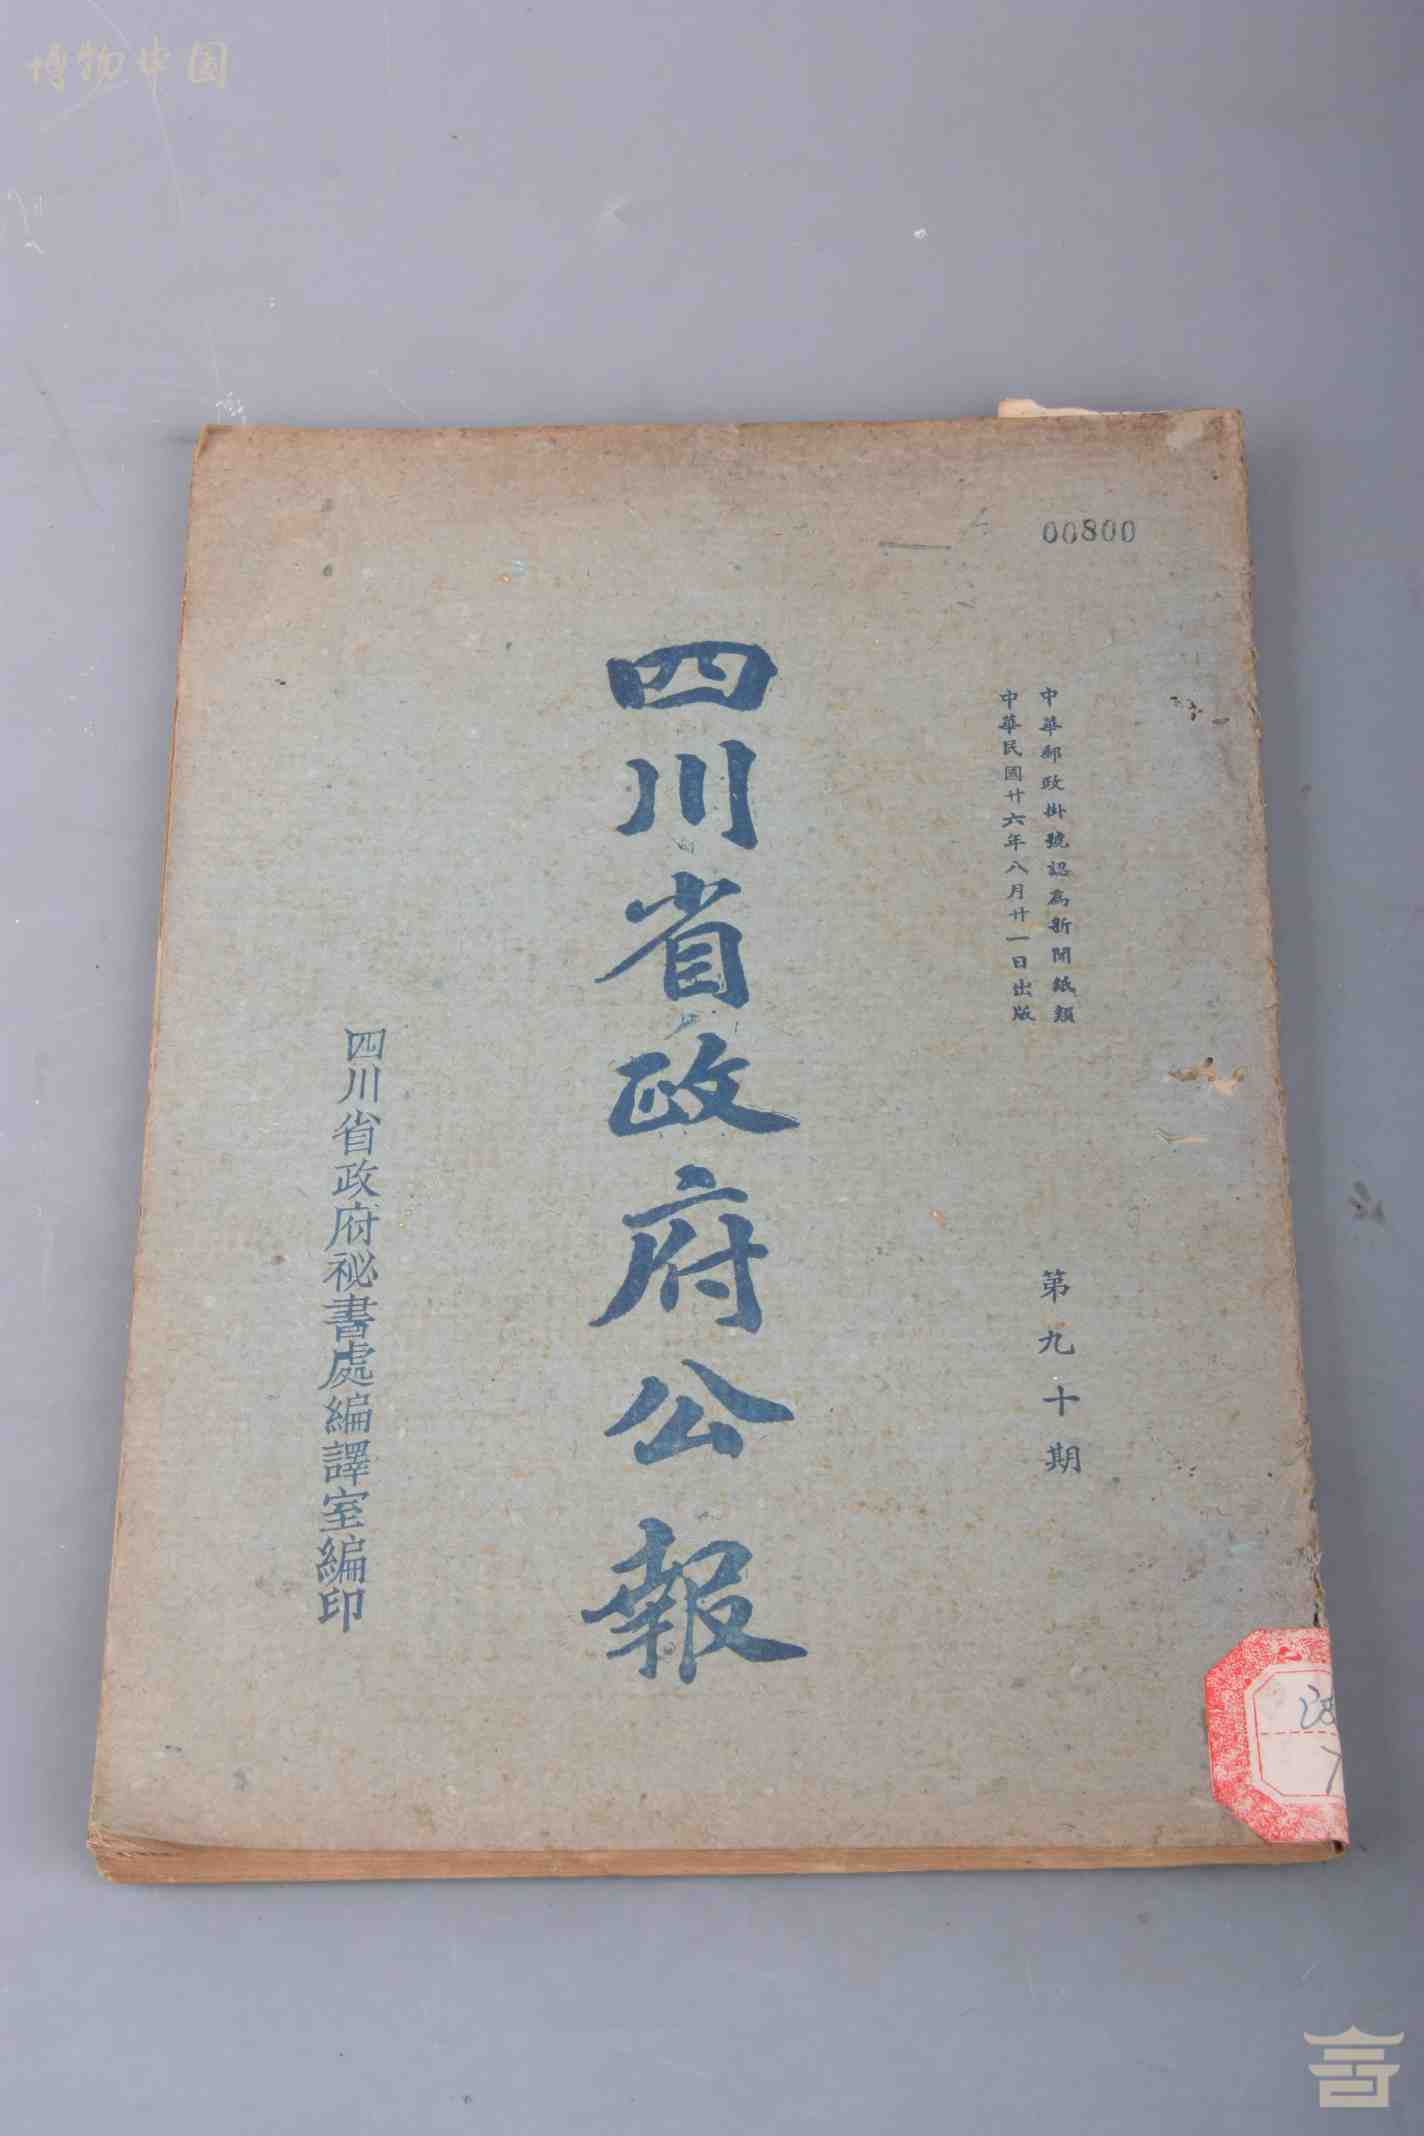 博物中国
00800
中華郵政掛號認為新聞紙類
中華民國廿六年八月廿一日出版
第九十期
四川省政府公報
四川省政府祕書處編譯室編印